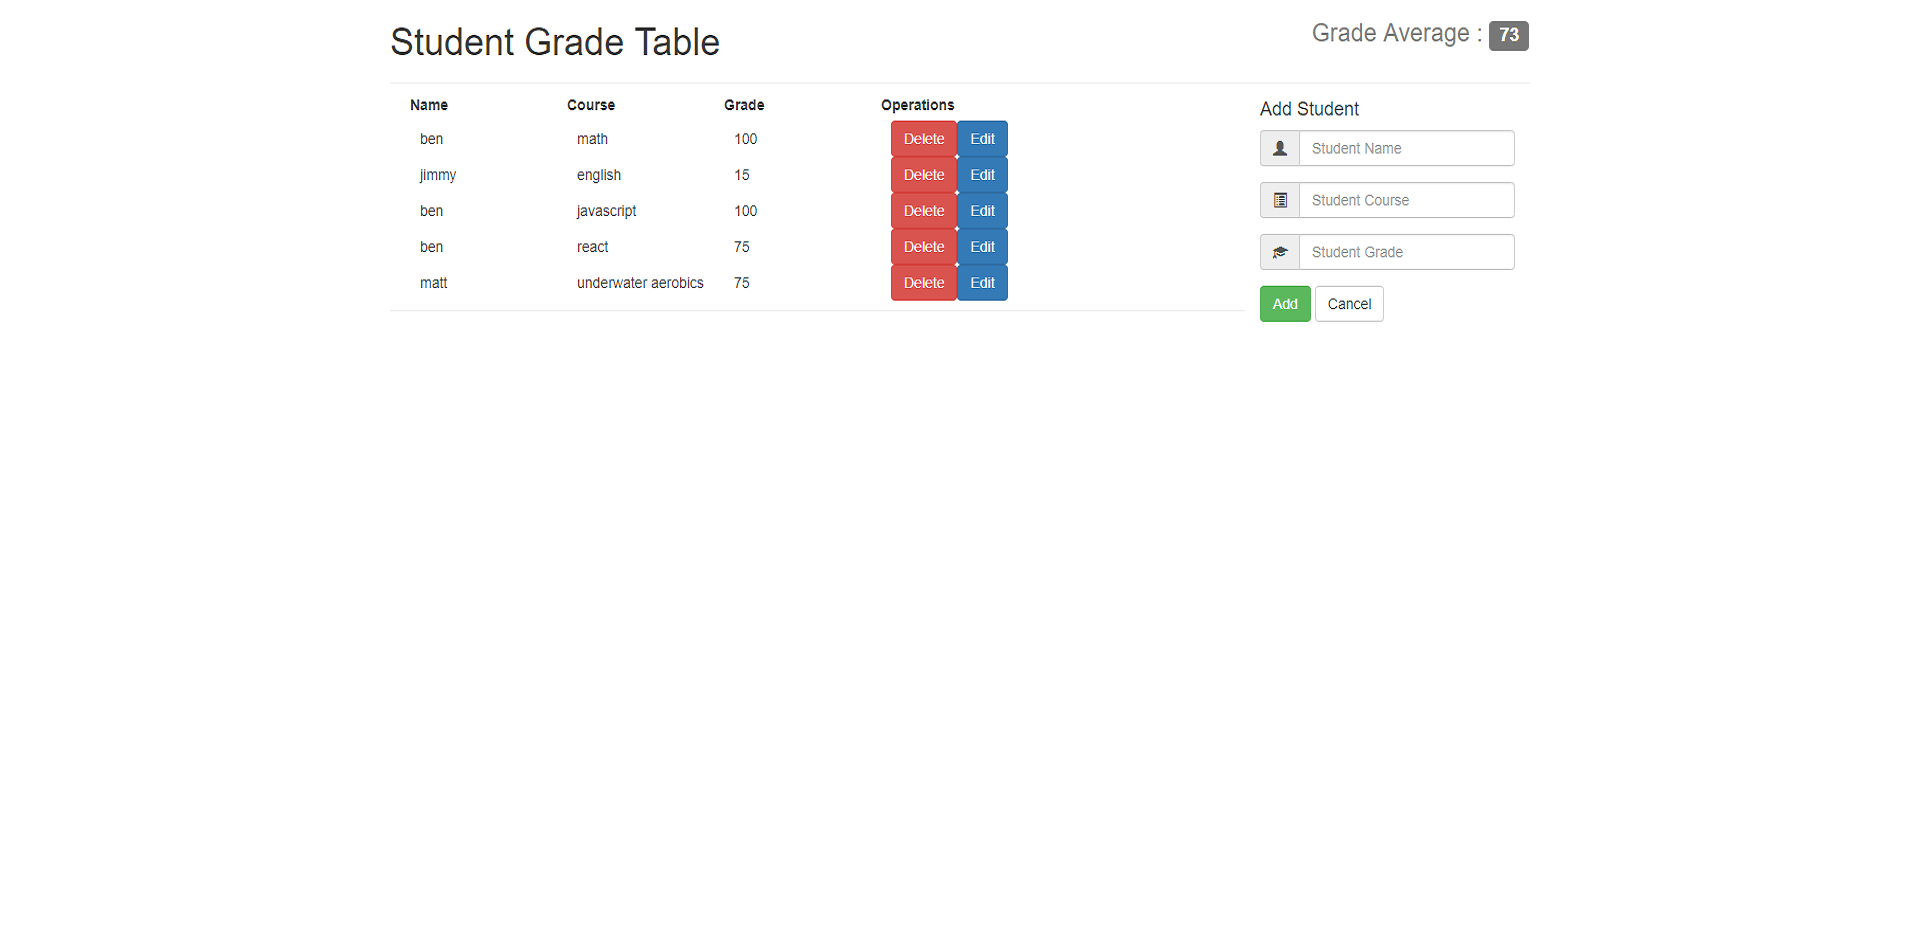 Student Grade Table
Grade Average : 73
Name Course Grade Operations
ben math 100 Delete Edit
jimmy english 15 Delete Edit
ben javascript 100 Delete Edit
ben react 75 Delete Edit
matt underwater aerobics 75 Delete Edit
Add Student
Student Name
Student Course
Student Grade
Add Cancel